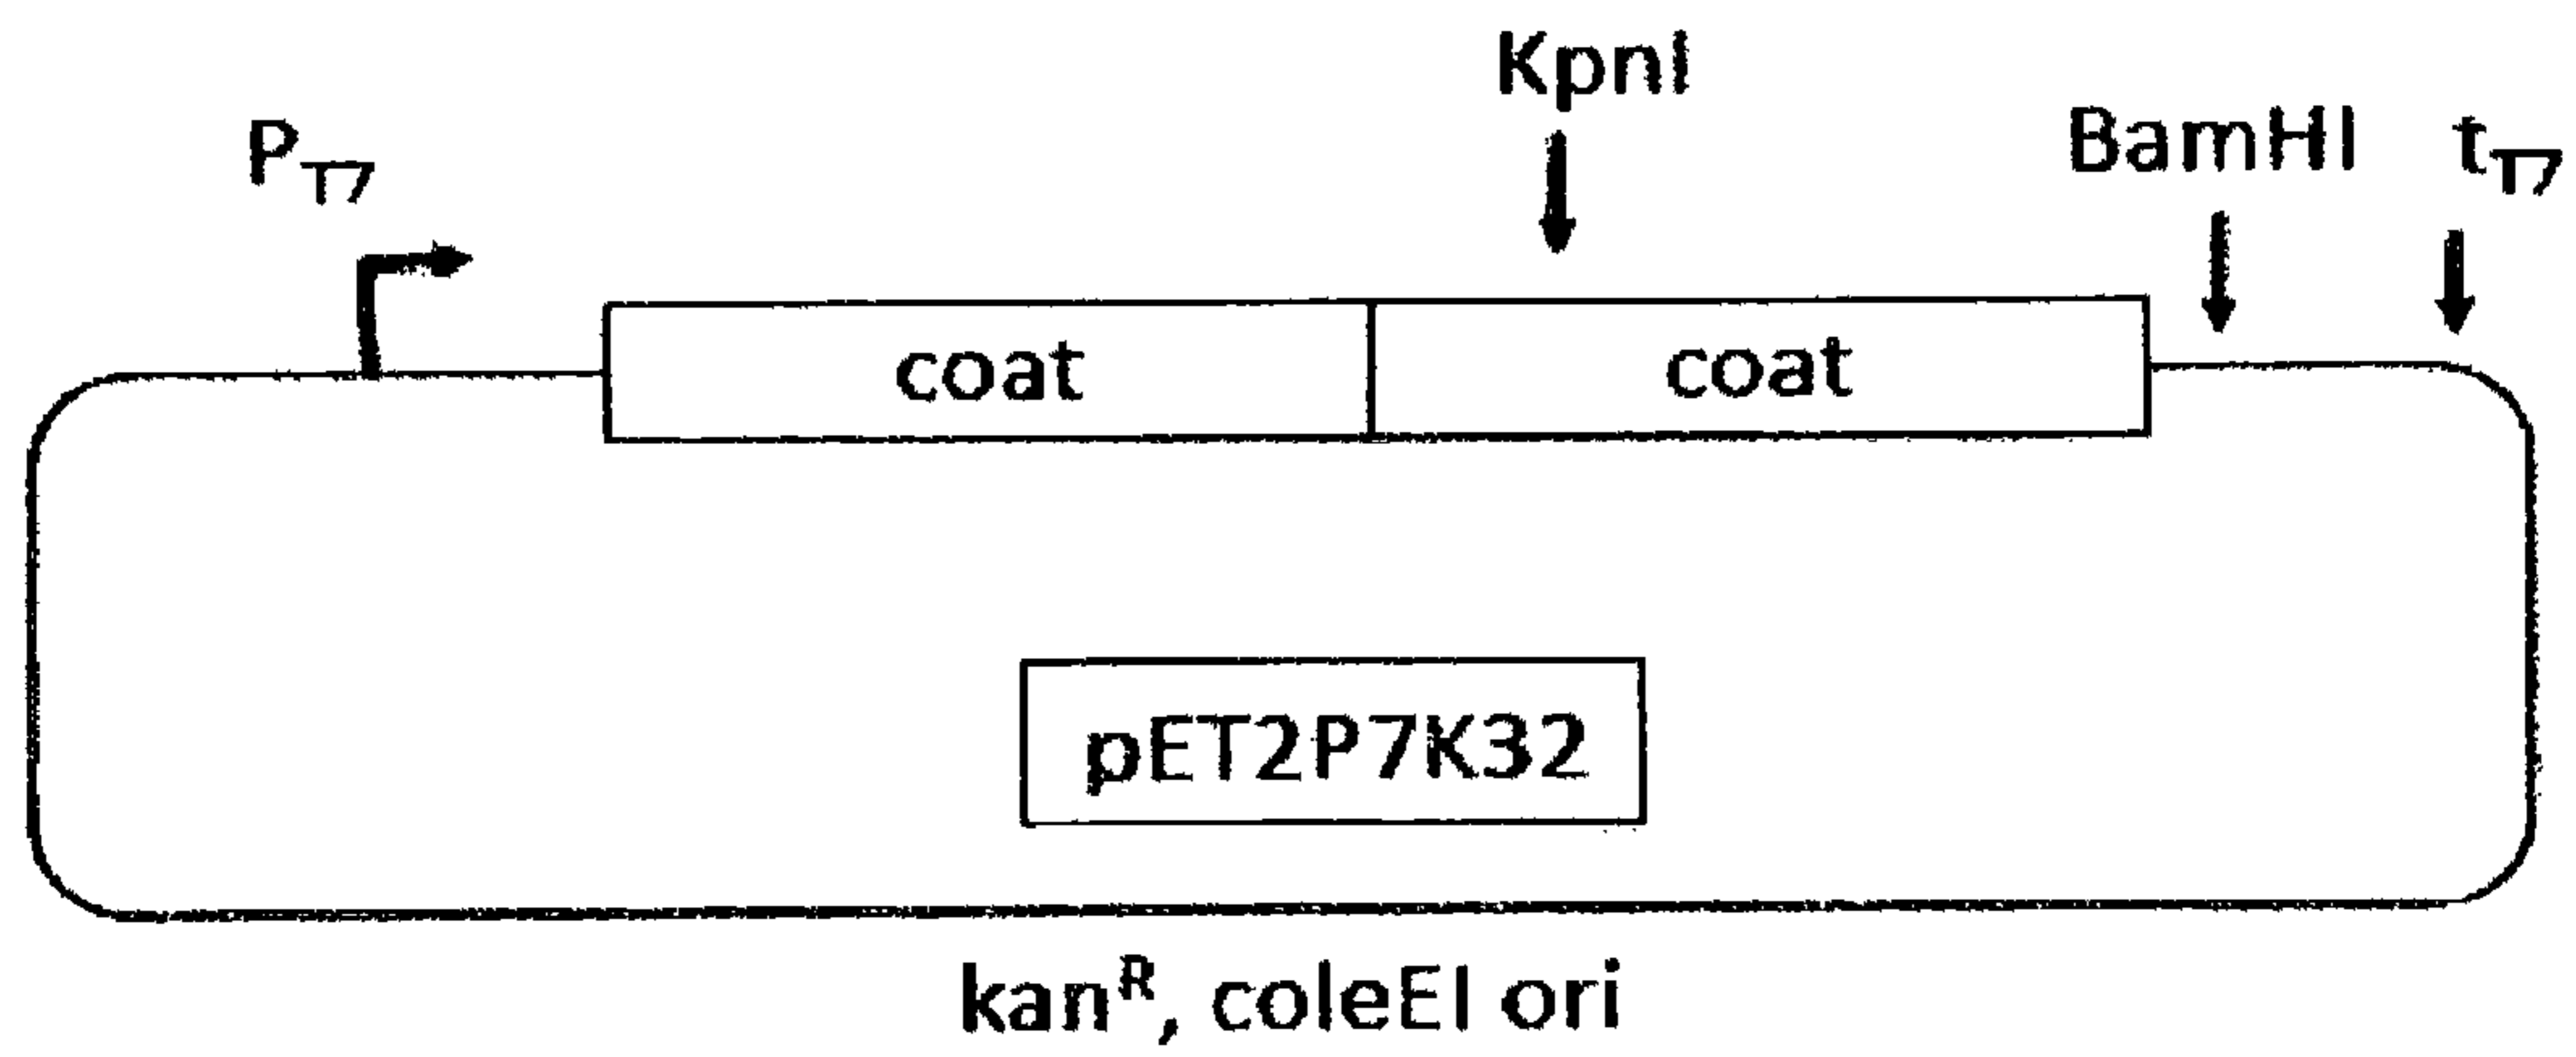 KpnI
P_T7
BamHI t_T7
coat coat
pET2P7K32
kan^R, coleEI ori